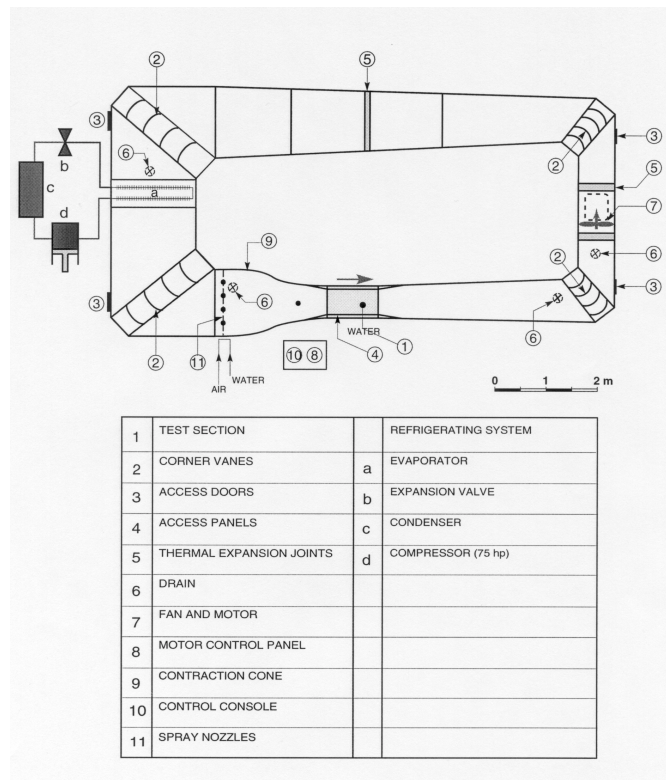 ② ⑤
③ ② ③
b ⑥ ⑤
c a ⑦
d
⑨ ② ⑥
③ ⑥ ③
WATER ⑥
② ⑪ ⑩ ⑧ ④ ①
WATER
AIR
0 1 2 m
1 TEST SECTION REFRIGERATING SYSTEM
2 CORNER VANES a EVAPORATOR
3 ACCESS DOORS b EXPANSION VALVE
4 ACCESS PANELS c CONDENSER
5 THERMAL EXPANSION JOINTS d COMPRESSOR (75 hp)
6 DRAIN
7 FAN AND MOTOR
8 MOTOR CONTROL PANEL
9 CONTRACTION CONE
10 CONTROL CONSOLE
11 SPRAY NOZZLES